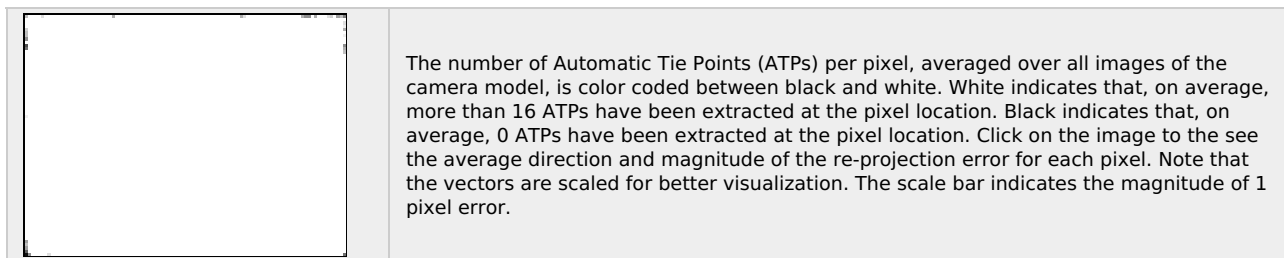 The number of Automatic Tie Points (ATPs) per pixel, averaged over all images of the
camera model, is color coded between black and white. White indicates that, on average,
more than 16 ATPs have been extracted at the pixel location. Black indicates that, on
average, 0 ATPs have been extracted at the pixel location. Click on the image to the see
the average direction and magnitude of the re-projection error for each pixel. Note that
the vectors are scaled for better visualization. The scale bar indicates the magnitude of 1
pixel error.